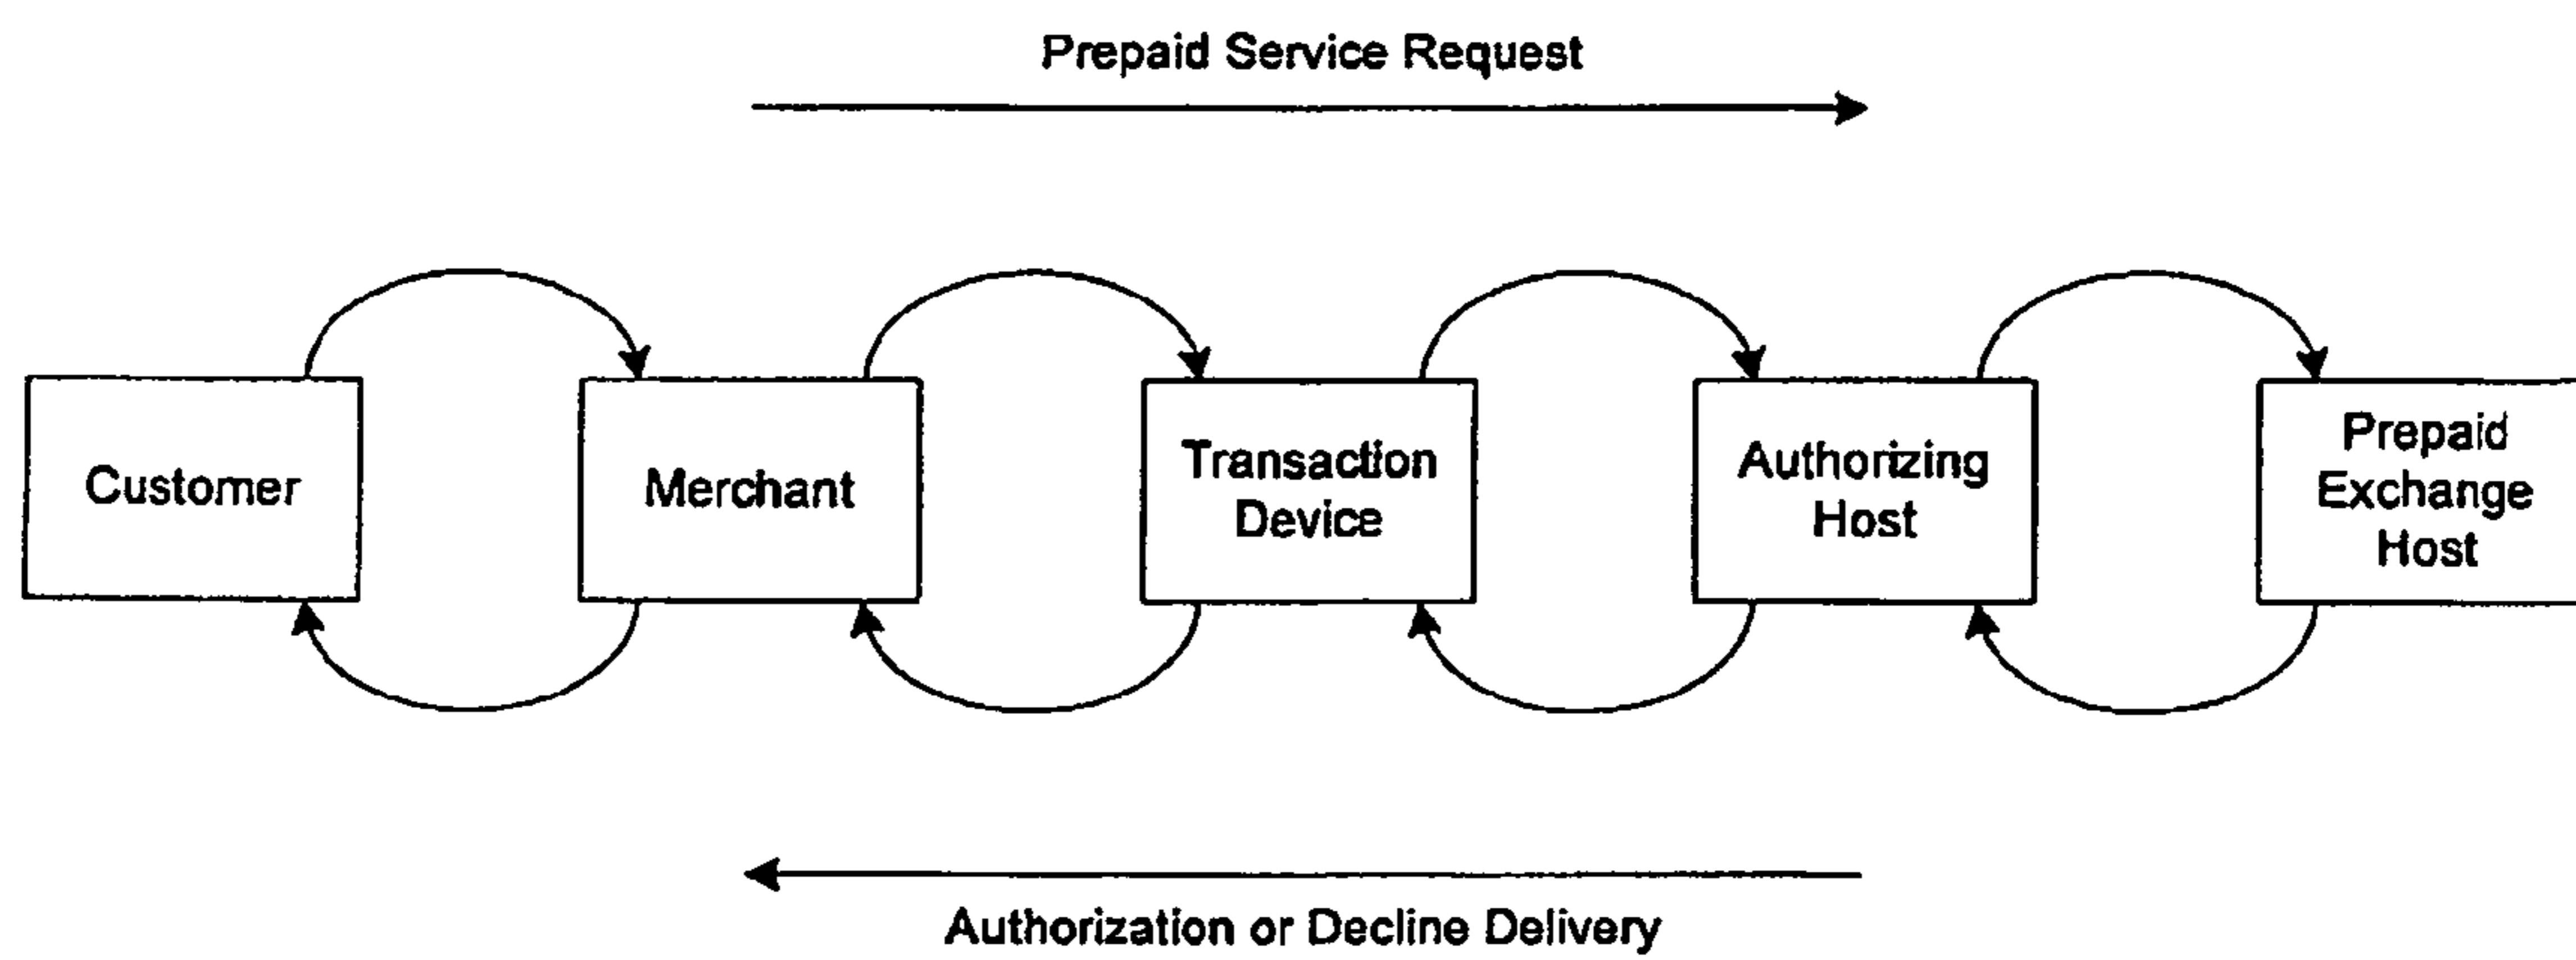 Prepaid Service Request
Customer
Merchant
Transaction
Device
Authorizing
Host
Prepaid
Exchange
Host
Authorization or Decline Delivery